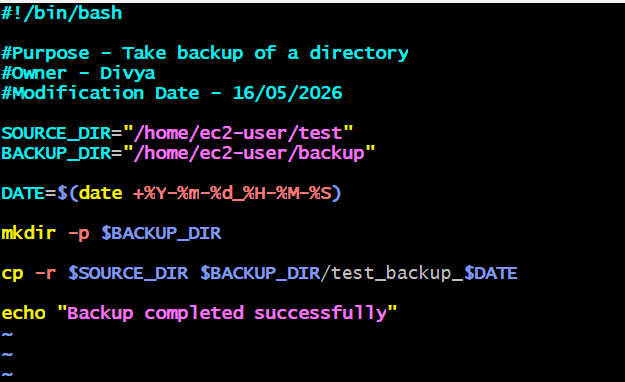 #!/bin/bash
#Purpose - Take backup of a directory
#Owner - Divya
#Modification Date - 16/05/2026
SOURCE_DIR="/home/ec2-user/test"
BACKUP_DIR="/home/ec2-user/backup"
DATE=$(date +%Y-%m-%d_%H-%M-%S)
mkdir -p $BACKUP_DIR
cp -r $SOURCE_DIR $BACKUP_DIR/test_backup_$DATE
echo "Backup completed successfully"
~
~
~